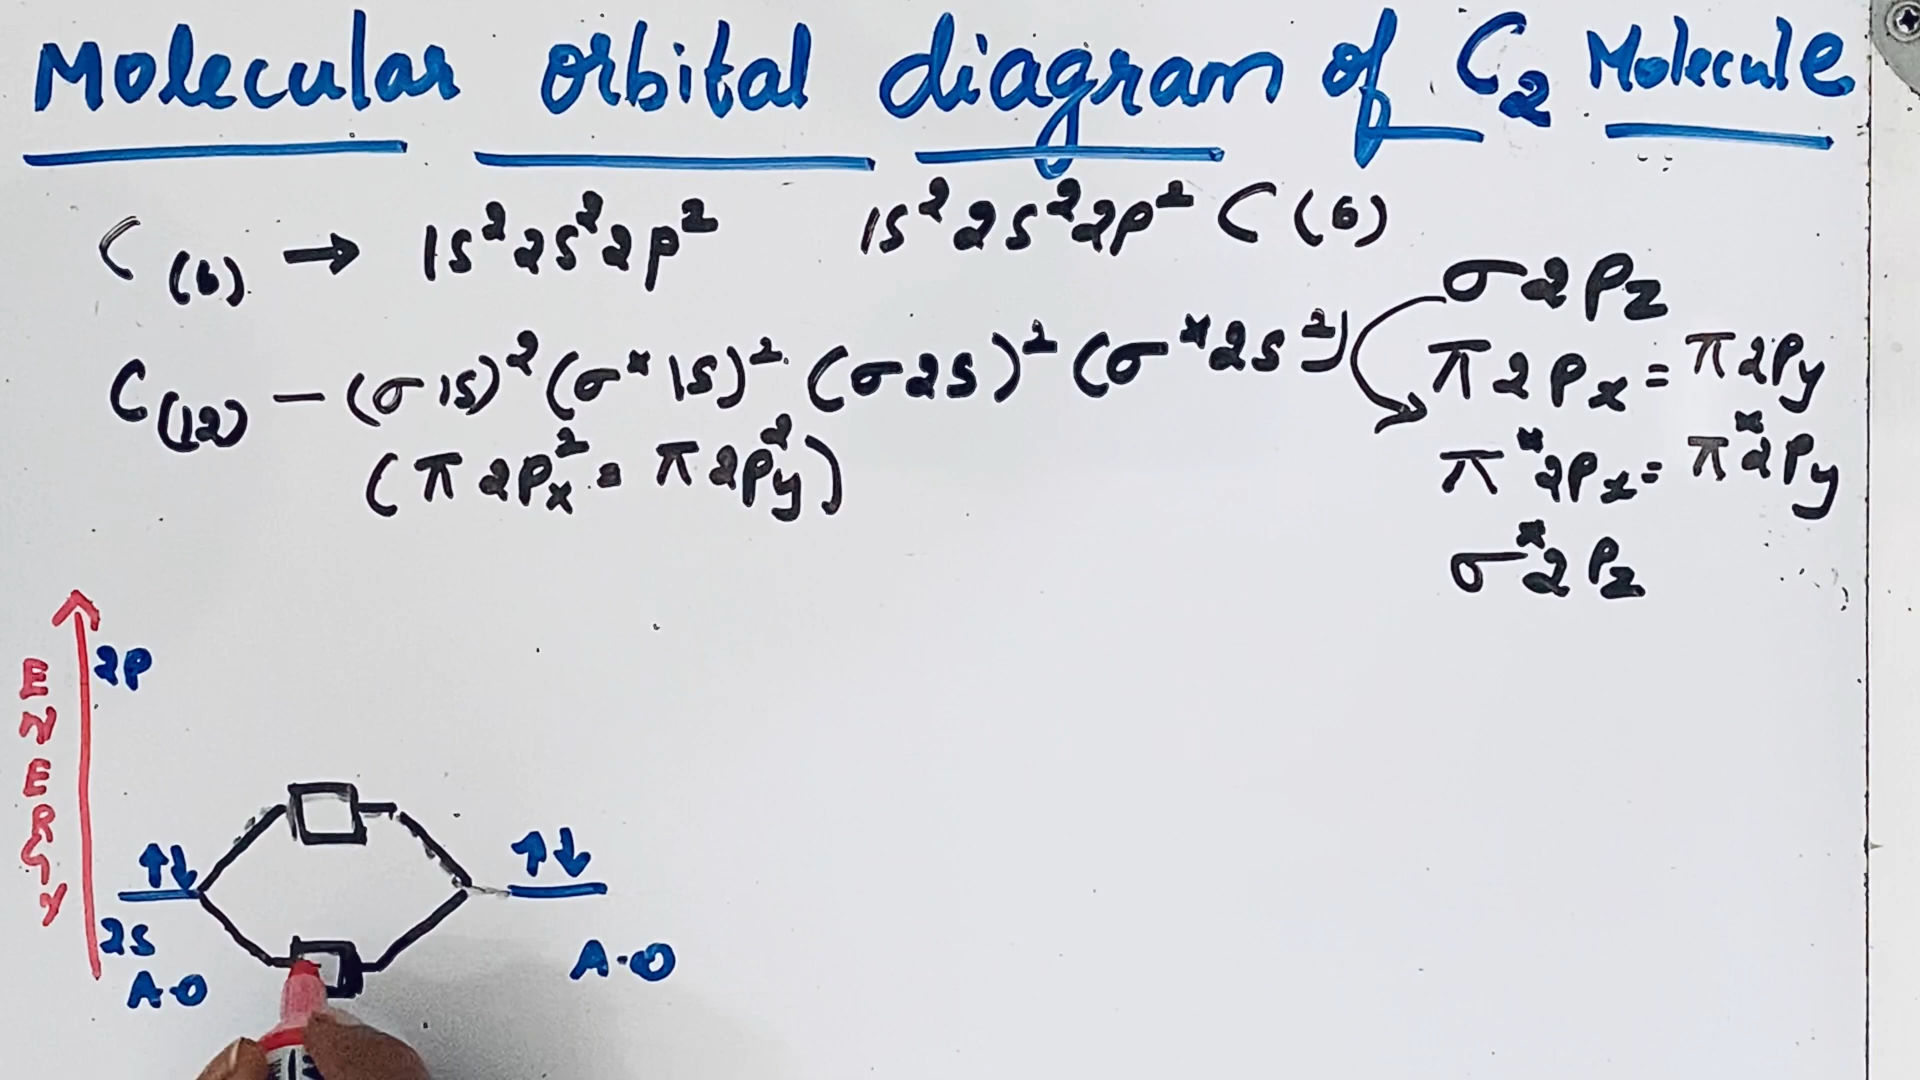 Molecular orbital diagram of C₂ Molecule
C (6) → 1s² 2s² 2p² 1s² 2s² 2p² C (6)
σ2pz
C(12) – (σ1s)² (σ*1s)² (σ2s)² (σ*2s²)
π2px = π2py
(π2px² = π2py²)
π*2px = π*2py
σ*2pz
ENERGY
2p
↑↓ ↑↓
2s
A·O A·O